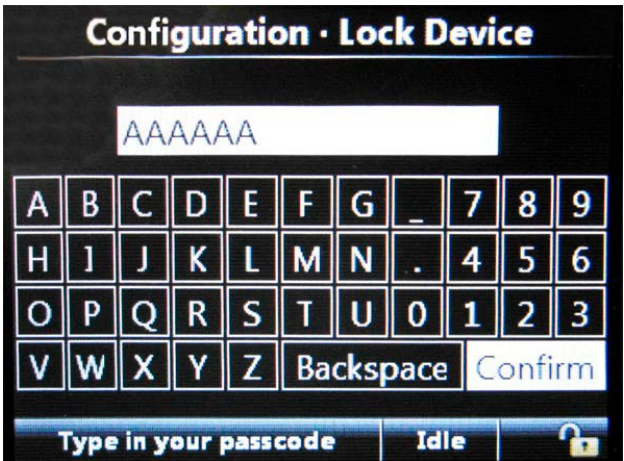 Configuration · Lock Device
AAAAAA
A B C D E F G _ 7 8 9
H I J K L M N . 4 5 6
O P Q R S T U 0 1 2 3
V W X Y Z Backspace Confirm
Type in your passcode Idle